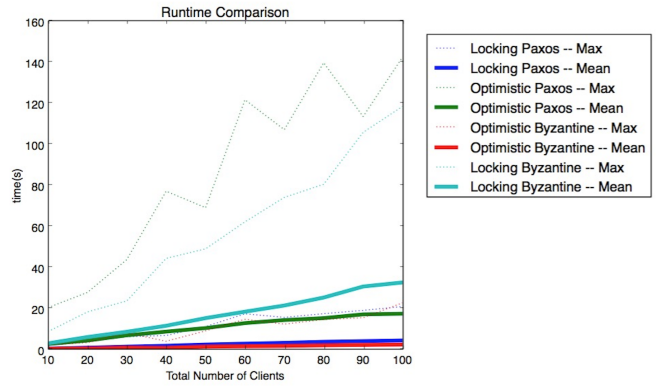 Runtime Comparison
160
140
120
100
80
60
40
20
0
time(s)
10 20 30 40 50 60 70 80 90 100
Total Number of Clients
Locking Paxos -- Max
Locking Paxos -- Mean
Optimistic Paxos -- Max
Optimistic Paxos -- Mean
Optimistic Byzantine -- Max
Optimistic Byzantine -- Mean
Locking Byzantine -- Max
Locking Byzantine -- Mean